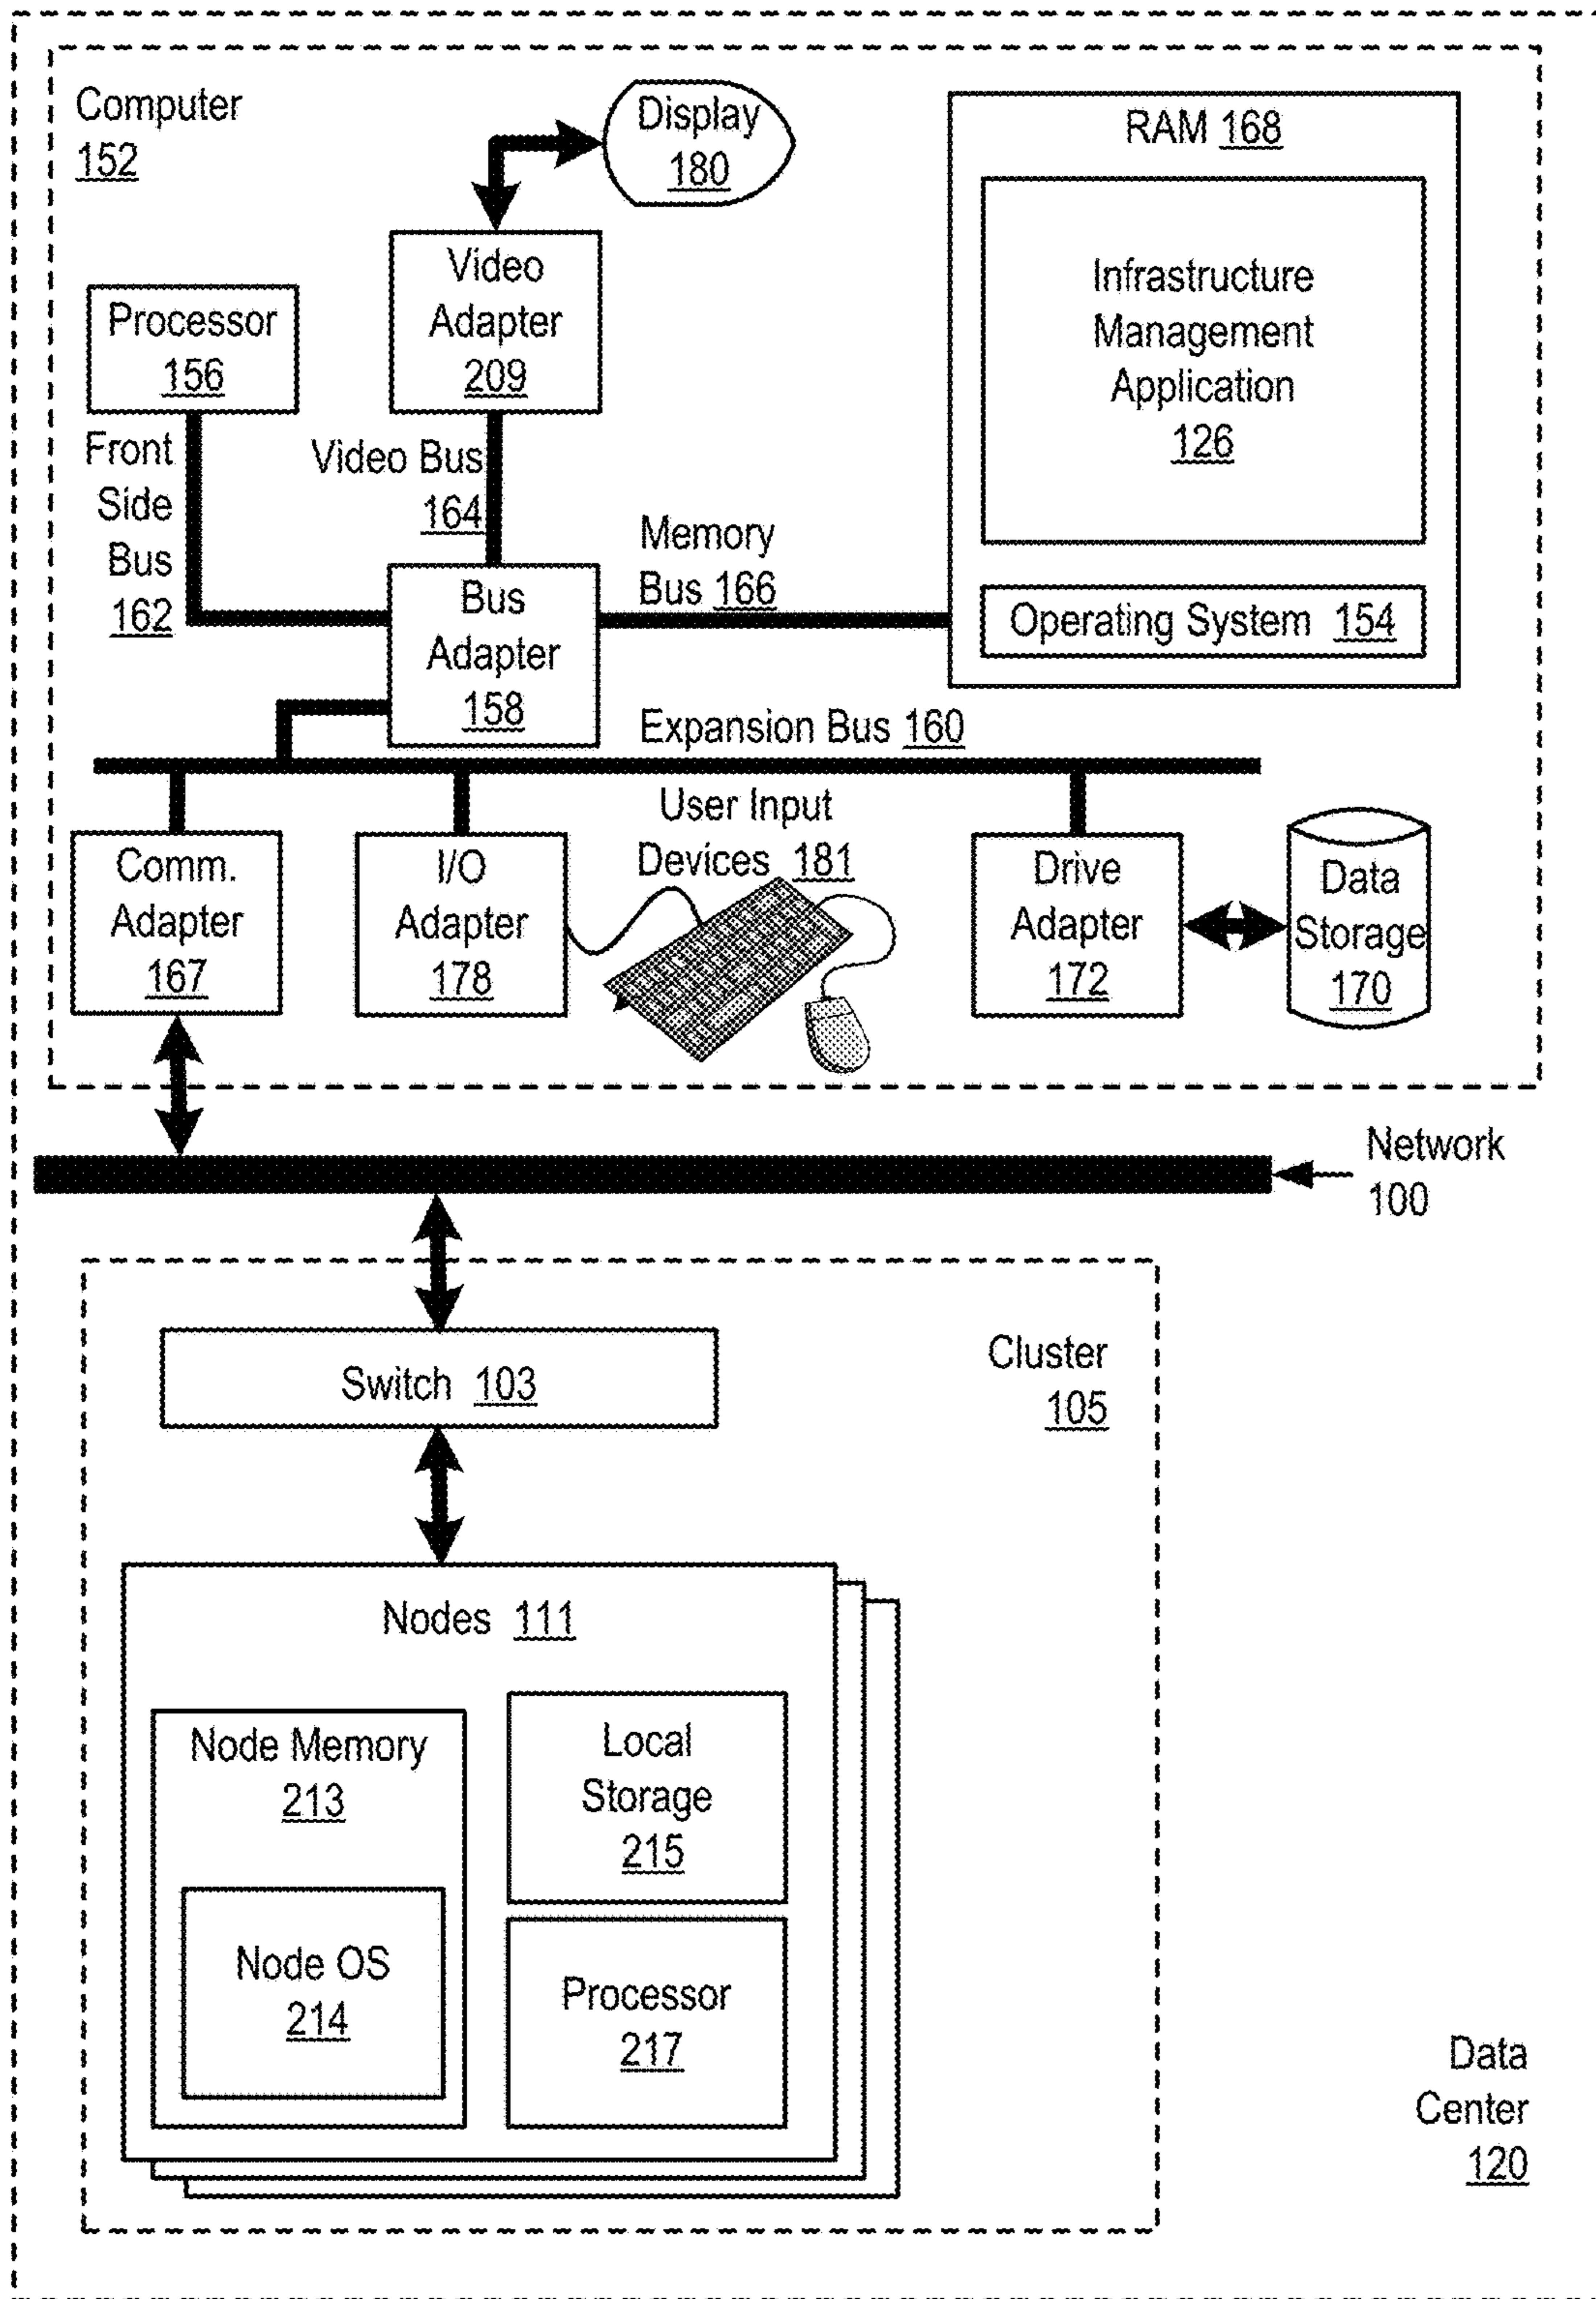 Computer
152
Display
180
RAM 168
Infrastructure
Management
Application
126
Operating System 154
Video
Adapter
209
Processor
156
Front
Side
Bus
162
Video Bus
164
Memory
Bus 166
Bus
Adapter
158
Expansion Bus 160
Comm.
Adapter
167
I/O
Adapter
178
User Input
Devices 181
Drive
Adapter
172
Data
Storage
170
Network
100
Switch 103
Cluster
105
Nodes 111
Node Memory
213
Node OS
214
Local
Storage
215
Processor
217
Data
Center
120